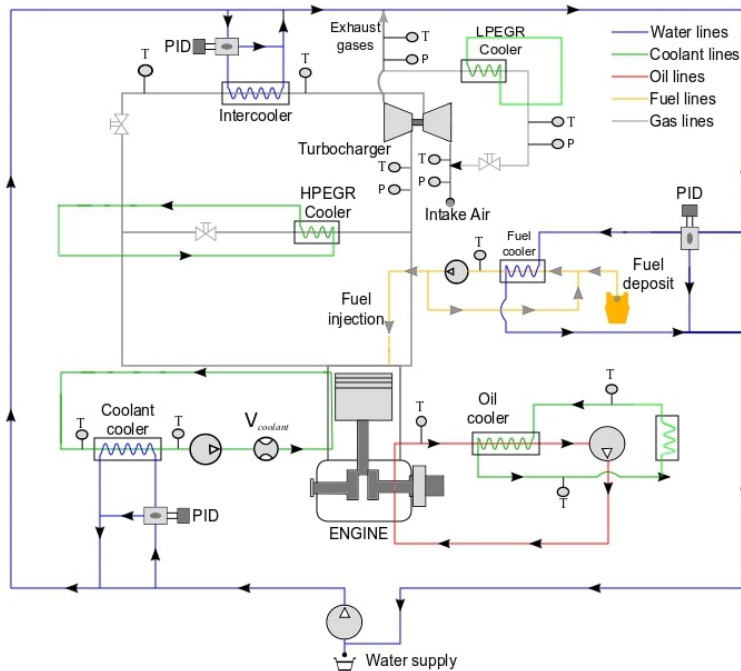 Exhaust
gases
T
P
LPEGR
Cooler
Water lines
Coolant lines
Oil lines
Fuel lines
Gas lines
PID
T
T
Intercooler
T
P
Turbocharger
T
P
T
P
Intake Air
HPEGR
Cooler
PID
T
Fuel
cooler
Fuel
deposit
Fuel
injection
T
Coolant
cooler
T
T
V coolant
PID
T
Oil
cooler
T
ENGINE
Water supply